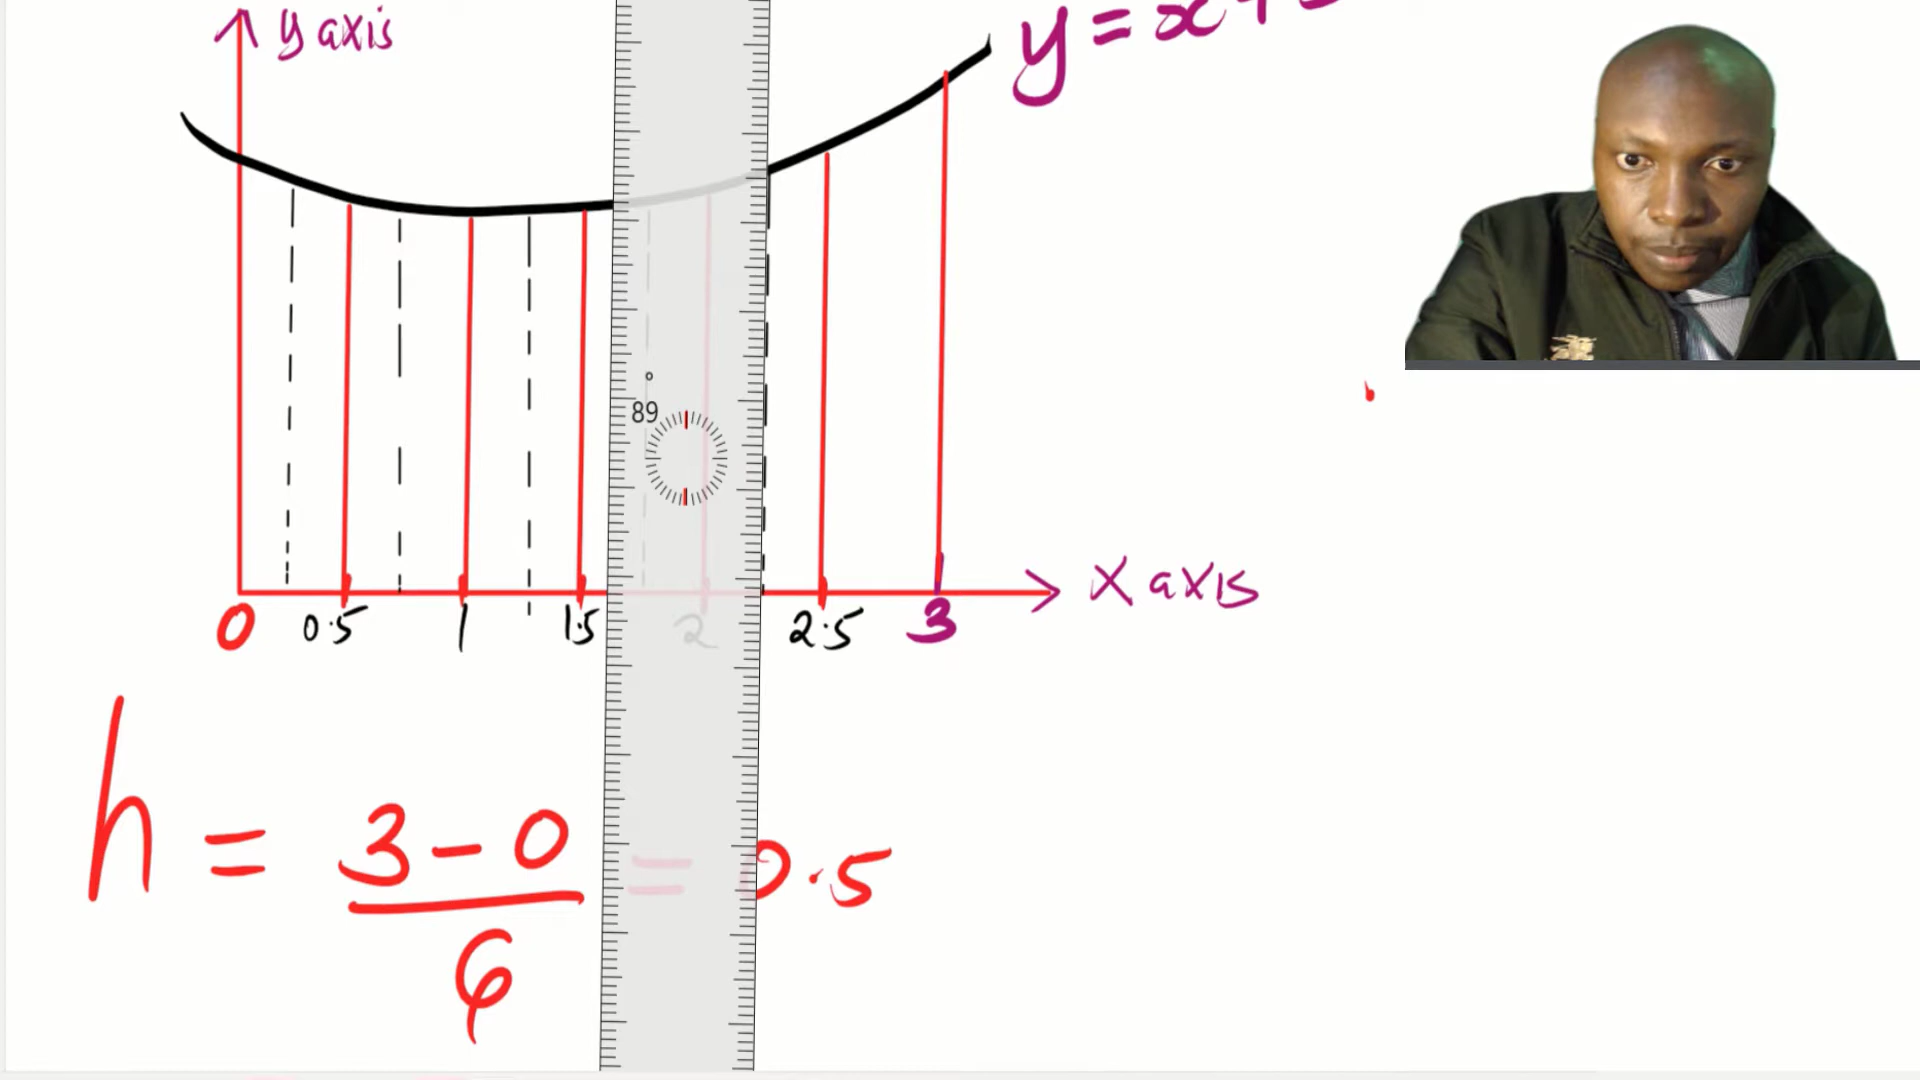 y axis
y = x
89°
x axis
0 0.5 1 1.5 2 2.5 3
h = 3 - 0 / 6 = 0.5